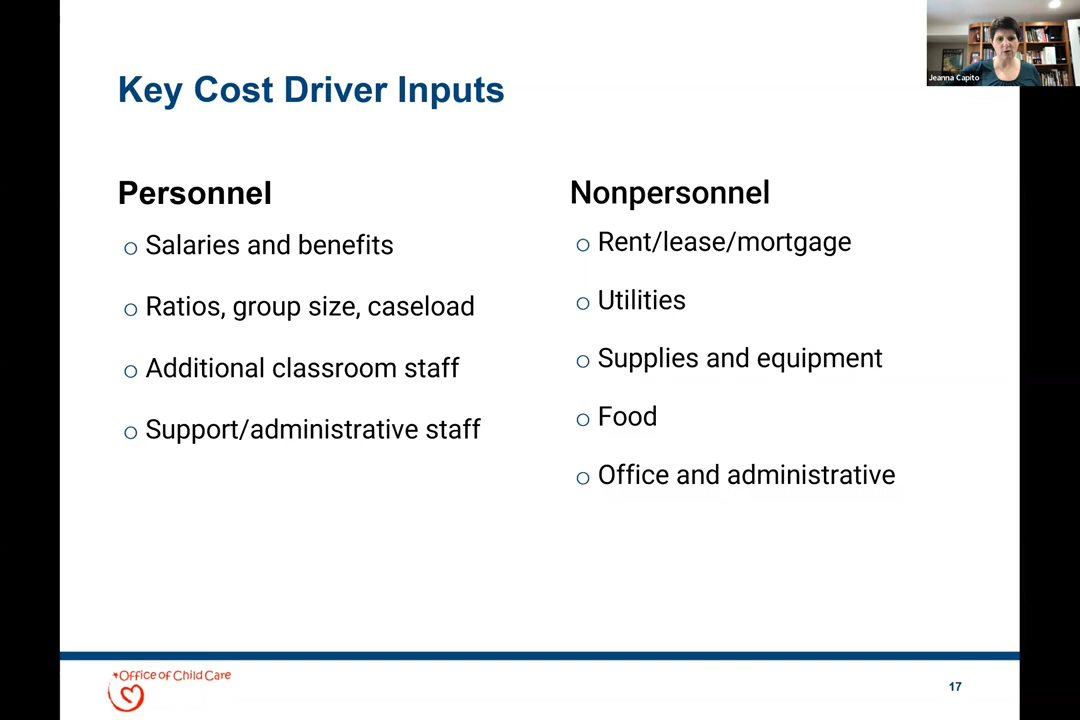 Jeanna Capito
Key Cost Driver Inputs
Personnel
Salaries and benefits
Ratios, group size, caseload
Additional classroom staff
Support/administrative staff
Nonpersonnel
Rent/lease/mortgage
Utilities
Supplies and equipment
Food
Office and administrative
Office of Child Care
17